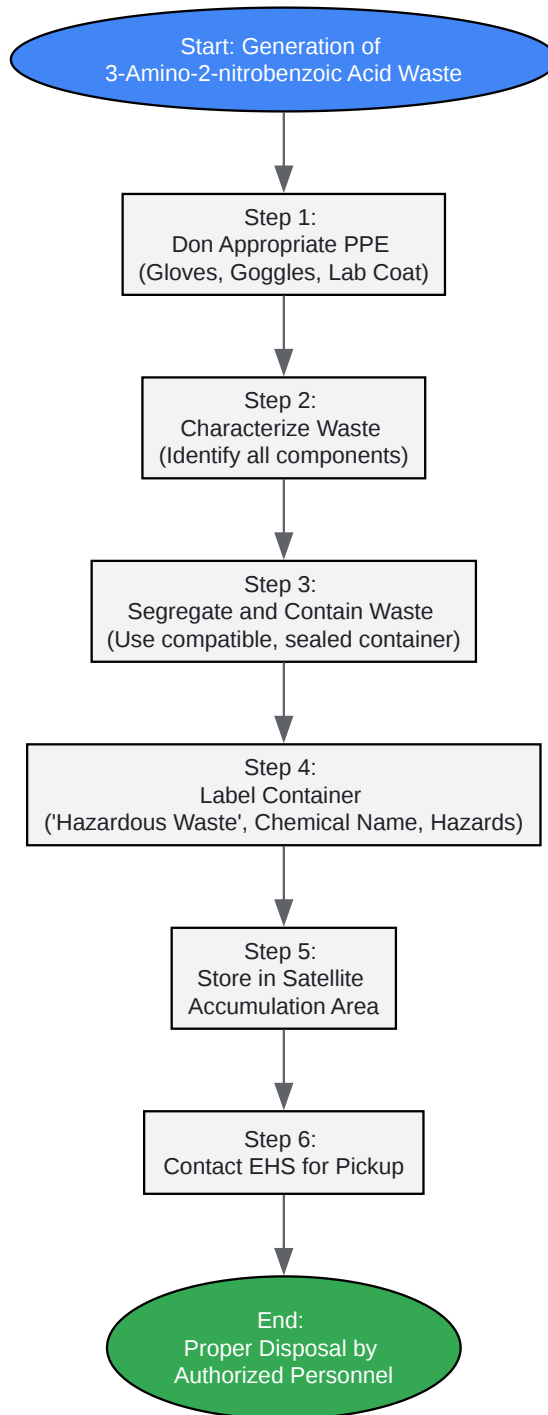 Start: Generation of
3-Amino-2-nitrobenzoic Acid Waste
Step 1:
Don Appropriate PPE
(Gloves, Goggles, Lab Coat)
Step 2:
Characterize Waste
(Identify all components)
Step 3:
Segregate and Contain Waste
(Use compatible, sealed container)
Step 4:
Label Container
('Hazardous Waste', Chemical Name, Hazards)
Step 5:
Store in Satellite
Accumulation Area
Step 6:
Contact EHS for Pickup
End:
Proper Disposal by
Authorized Personnel